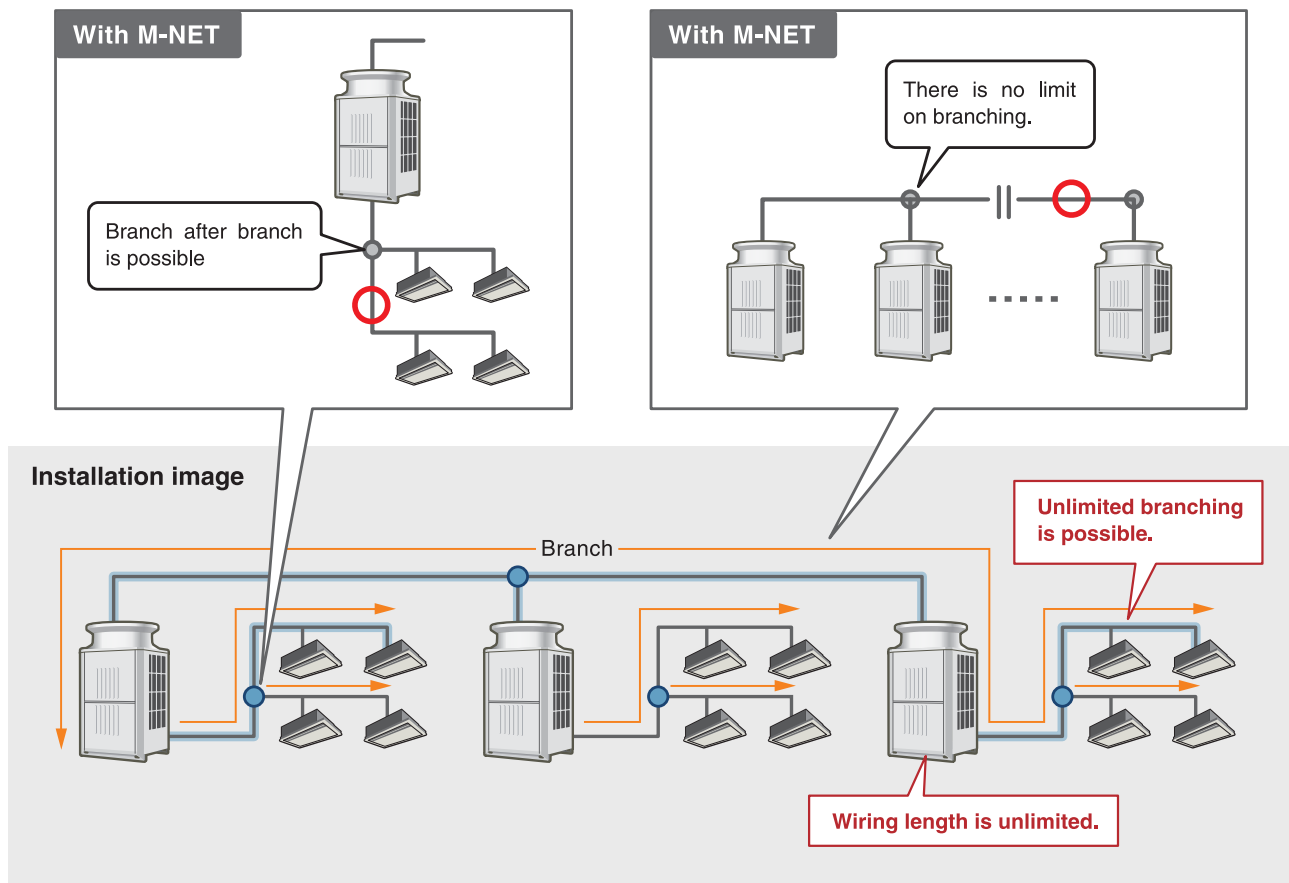 With M-NET
Branch after branch
is possible
With M-NET
There is no limit
on branching.
Installation image
Branch
Unlimited branching
is possible.
Wiring length is unlimited.